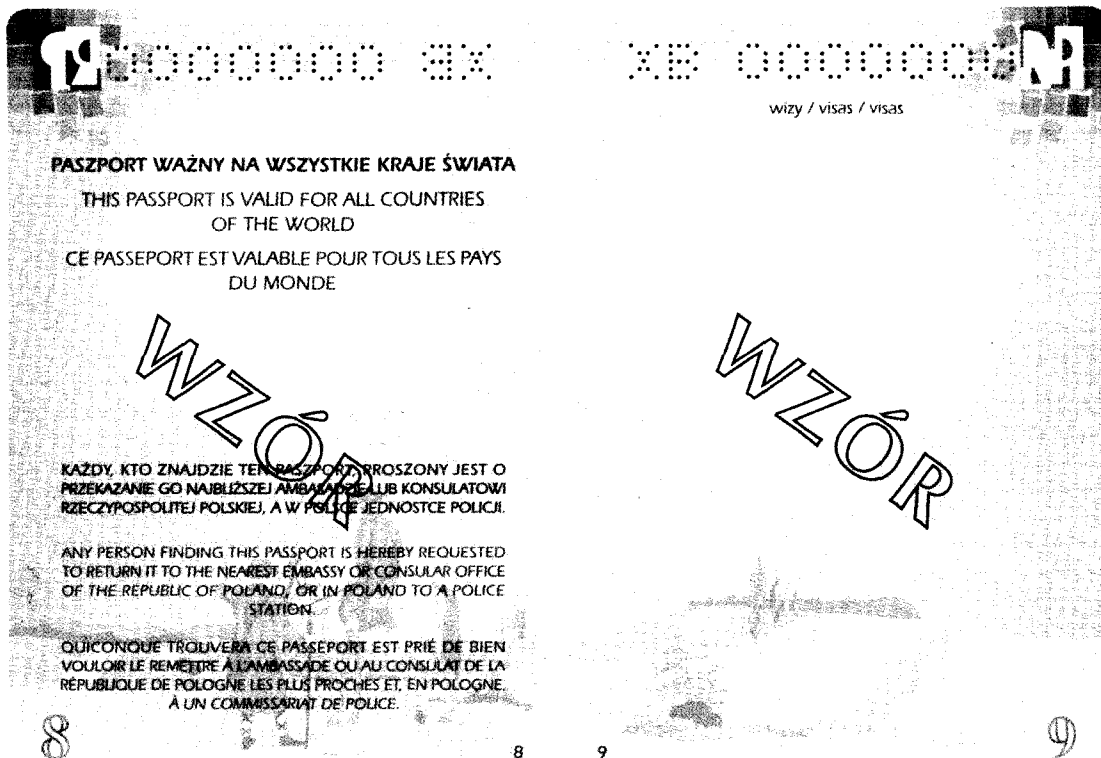 XB 0000000
PASZPORT WAŻNY NA WSZYSTKIE KRAJE ŚWIATA
THIS PASSPORT IS VALID FOR ALL COUNTRIES
OF THE WORLD
CE PASSEPORT EST VALABLE POUR TOUS LES PAYS
DU MONDE
WZÓR
KAŻDY, KTO ZNAJDZIE TEN PASZPORT, PROSZONY JEST O
PRZEKAZANIE GO NAJBLIŻSZEJ AMBASADZIE LUB KONSULATOWI
RZECZYPOSPOLITEJ POLSKIEJ, A W POLSCE JEDNOSTCE POLICJI.
ANY PERSON FINDING THIS PASSPORT IS HEREBY REQUESTED
TO RETURN IT TO THE NEAREST EMBASSY OR CONSULAR OFFICE
OF THE REPUBLIC OF POLAND, OR IN POLAND TO A POLICE
STATION.
QUICONQUE TROUVERA CE PASSEPORT EST PRIÉ DE BIEN
VOULOIR LE REMETTRE À L'AMBASSADE OU AU CONSULAT DE LA
RÉPUBLIQUE DE POLOGNE LES PLUS PROCHES ET, EN POLOGNE,
À UN COMMISSARIAT DE POLICE.
8
8
XB 0000000
wizy / visas / visas
WZÓR
9
9